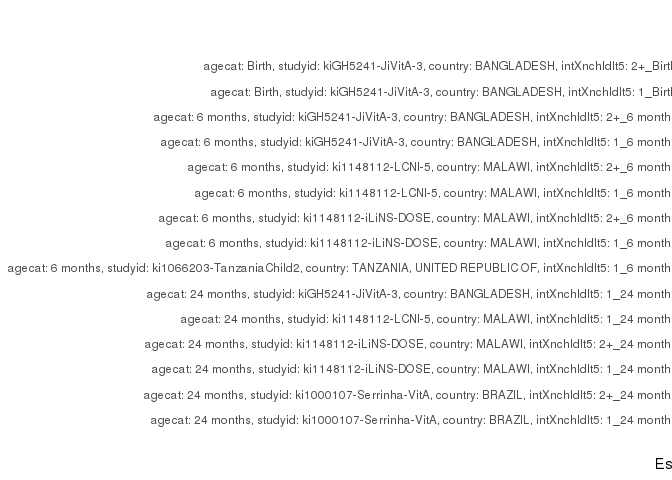 agecat: Birth, studyid: kiGH5241-JiVitA-3, country: BANGLADESH, intXnchldlt5: 2+_Birt
agecat: Birth, studyid: kiGH5241-JiVitA-3, country: BANGLADESH, intXnchldlt5: 1_Birt
agecat: 6 months, studyid: kiGH5241-JiVitA-3, country: BANGLADESH, intXnchldlt5: 2+_6 month
agecat: 6 months, studyid: kiGH5241-JiVitA-3, country: BANGLADESH, intXnchldlt5: 1_6 month
agecat: 6 months, studyid: ki1148112-LCNI-5, country: MALAWI, intXnchldlt5: 2+_6 month
agecat: 6 months, studyid: ki1148112-LCNI-5, country: MALAWI, intXnchldlt5: 1_6 month
agecat: 6 months, studyid: ki1148112-iLiNS-DOSE, country: MALAWI, intXnchldlt5: 2+_6 month
agecat: 6 months, studyid: ki1148112-iLiNS-DOSE, country: MALAWI, intXnchldlt5: 1_6 month
agecat: 6 months, studyid: ki1066203-TanzaniaChild2, country: TANZANIA, UNITED REPUBLIC OF, intXnchldlt5: 1_6 month
agecat: 24 months, studyid: kiGH5241-JiVitA-3, country: BANGLADESH, intXnchldlt5: 1_24 month
agecat: 24 months, studyid: ki1148112-LCNI-5, country: MALAWI, intXnchldlt5: 1_24 month
agecat: 24 months, studyid: ki1148112-iLiNS-DOSE, country: MALAWI, intXnchldlt5: 2+_24 month
agecat: 24 months, studyid: ki1148112-iLiNS-DOSE, country: MALAWI, intXnchldlt5: 1_24 month
agecat: 24 months, studyid: ki1000107-Serrinha-VitA, country: BRAZIL, intXnchldlt5: 2+_24 month
agecat: 24 months, studyid: ki1000107-Serrinha-VitA, country: BRAZIL, intXnchldlt5: 1_24 month
Es